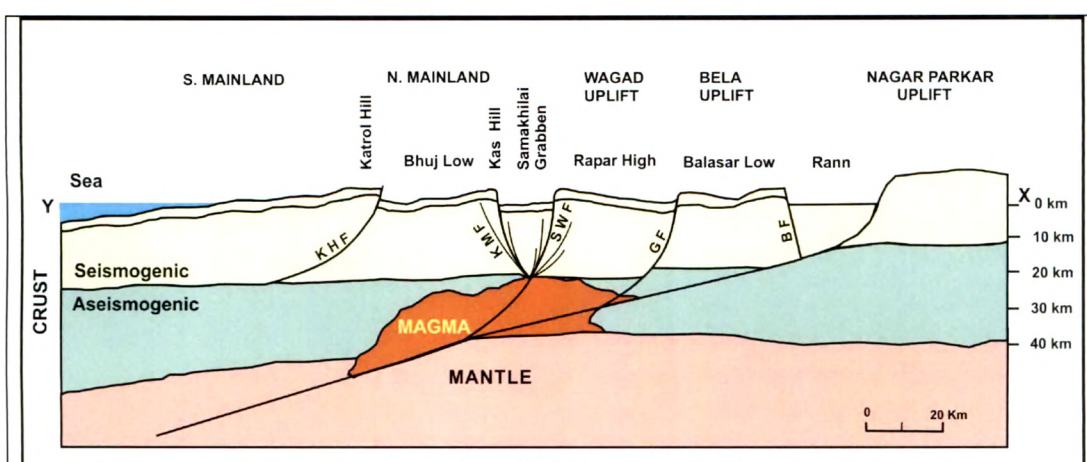 S. MAINLAND
N. MAINLAND
WAGAD
UPLIFT
BELA
UPLIFT
NAGAR PARKAR
UPLIFT
Katrol Hill
Bhuj Low
Kas Hill
Samakhilai
Grabben
Rapar High
Balasar Low
Rann
Sea
Y
X
0 km
10 km
20 km
30 km
40 km
KHF
KMF
SWF
GF
BF
CRUST
Seismogenic
Aseismogenic
MAGMA
MANTLE
0 20 Km